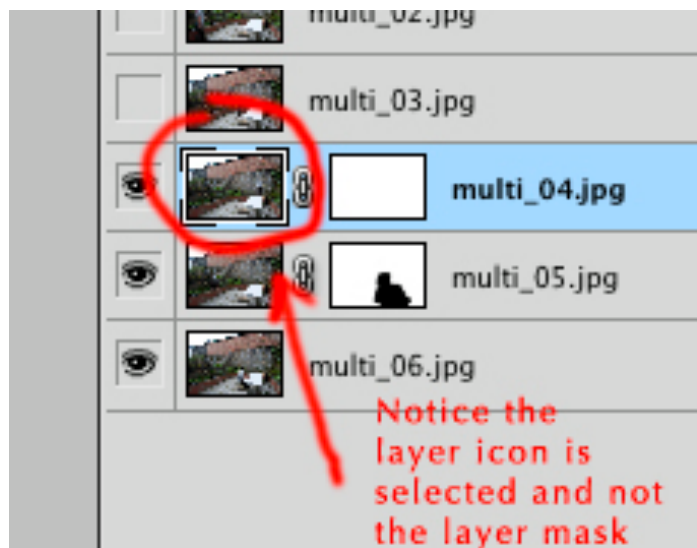 multi_02.jpg
multi_03.jpg
multi_04.jpg
multi_05.jpg
multi_06.jpg
Notice the
layer icon is
selected and not
the layer mask